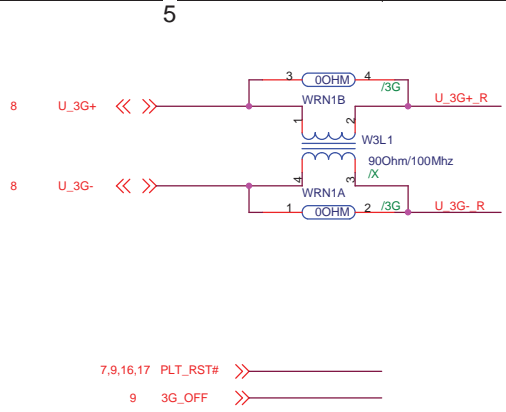 5
3 0OHM 4
/3G
8 U_3G+ WRN1B U_3G+_R
1 2
W3L1
90Ohm/100Mhz
/X
4 3
8 U_3G- WRN1A
1 0OHM 2 /3G U_3G-_R
7,9,16,17 PLT_RST#
9 3G_OFF